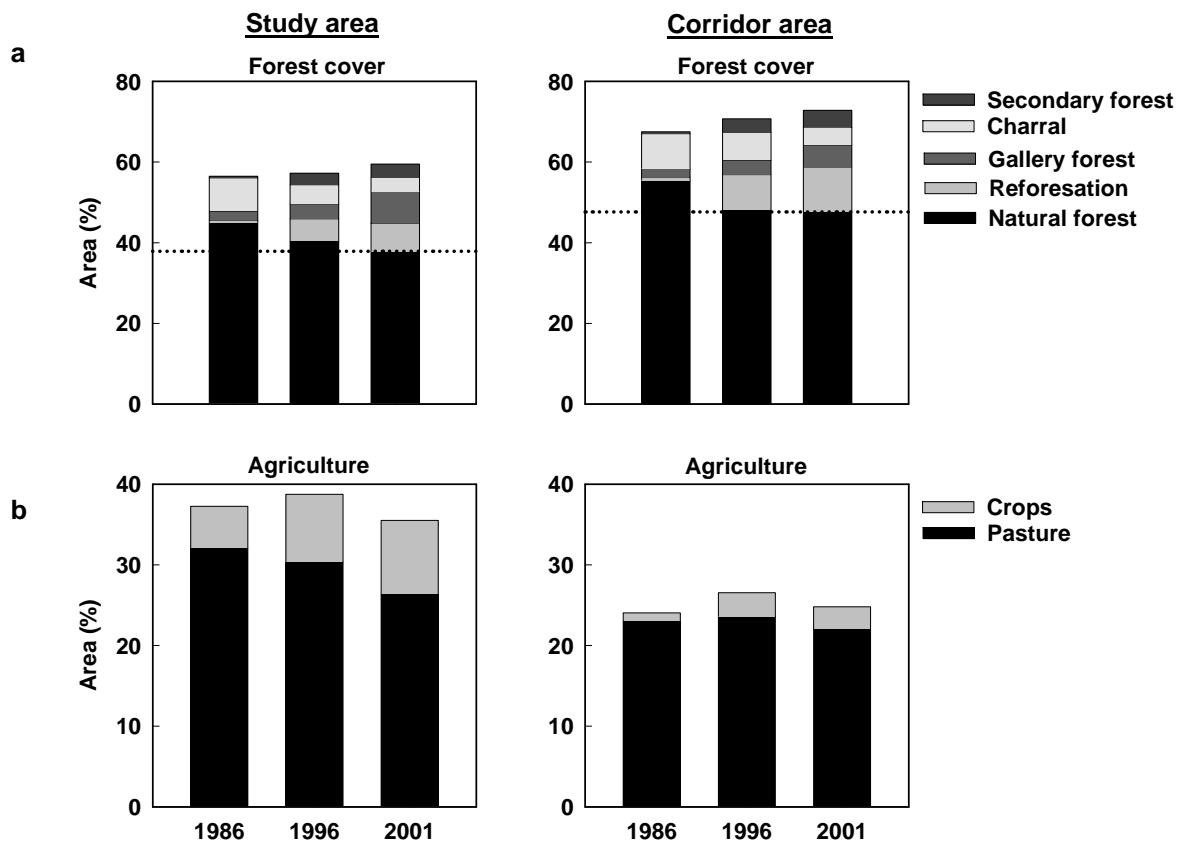 Study area
Corridor area
a
Forest cover
Forest cover
80
60
40
20
0
Area (%)
80
60
40
20
0
Secondary forest
Charral
Gallery forest
Reforesation
Natural forest
b
Agriculture
Agriculture
40
30
20
10
0
Area (%)
1986 1996 2001
40
30
20
10
0
1986 1996 2001
Crops
Pasture